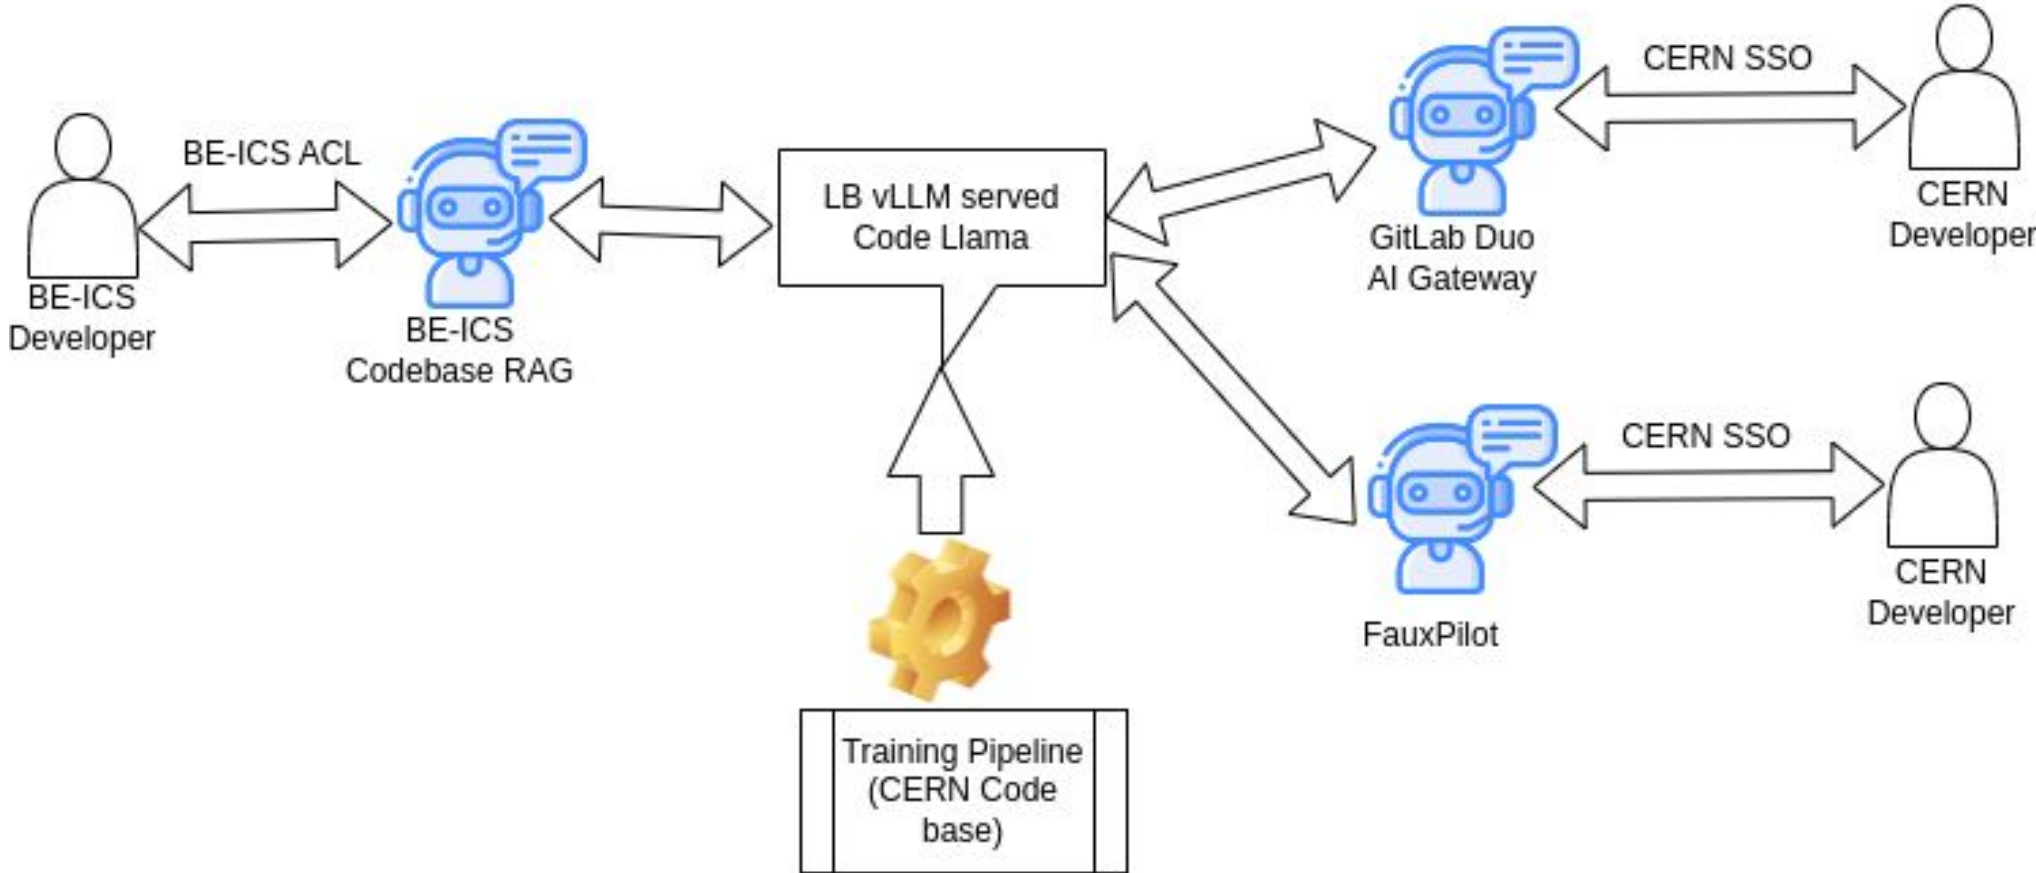 BE-ICS ACL
BE-ICS
Developer
BE-ICS
Codebase RAG
LB vLLM served
Code Llama
Training Pipeline
(CERN Code
base)
GitLab Duo
AI Gateway
CERN SSO
CERN
Developer
FauxPilot
CERN SSO
CERN
Developer